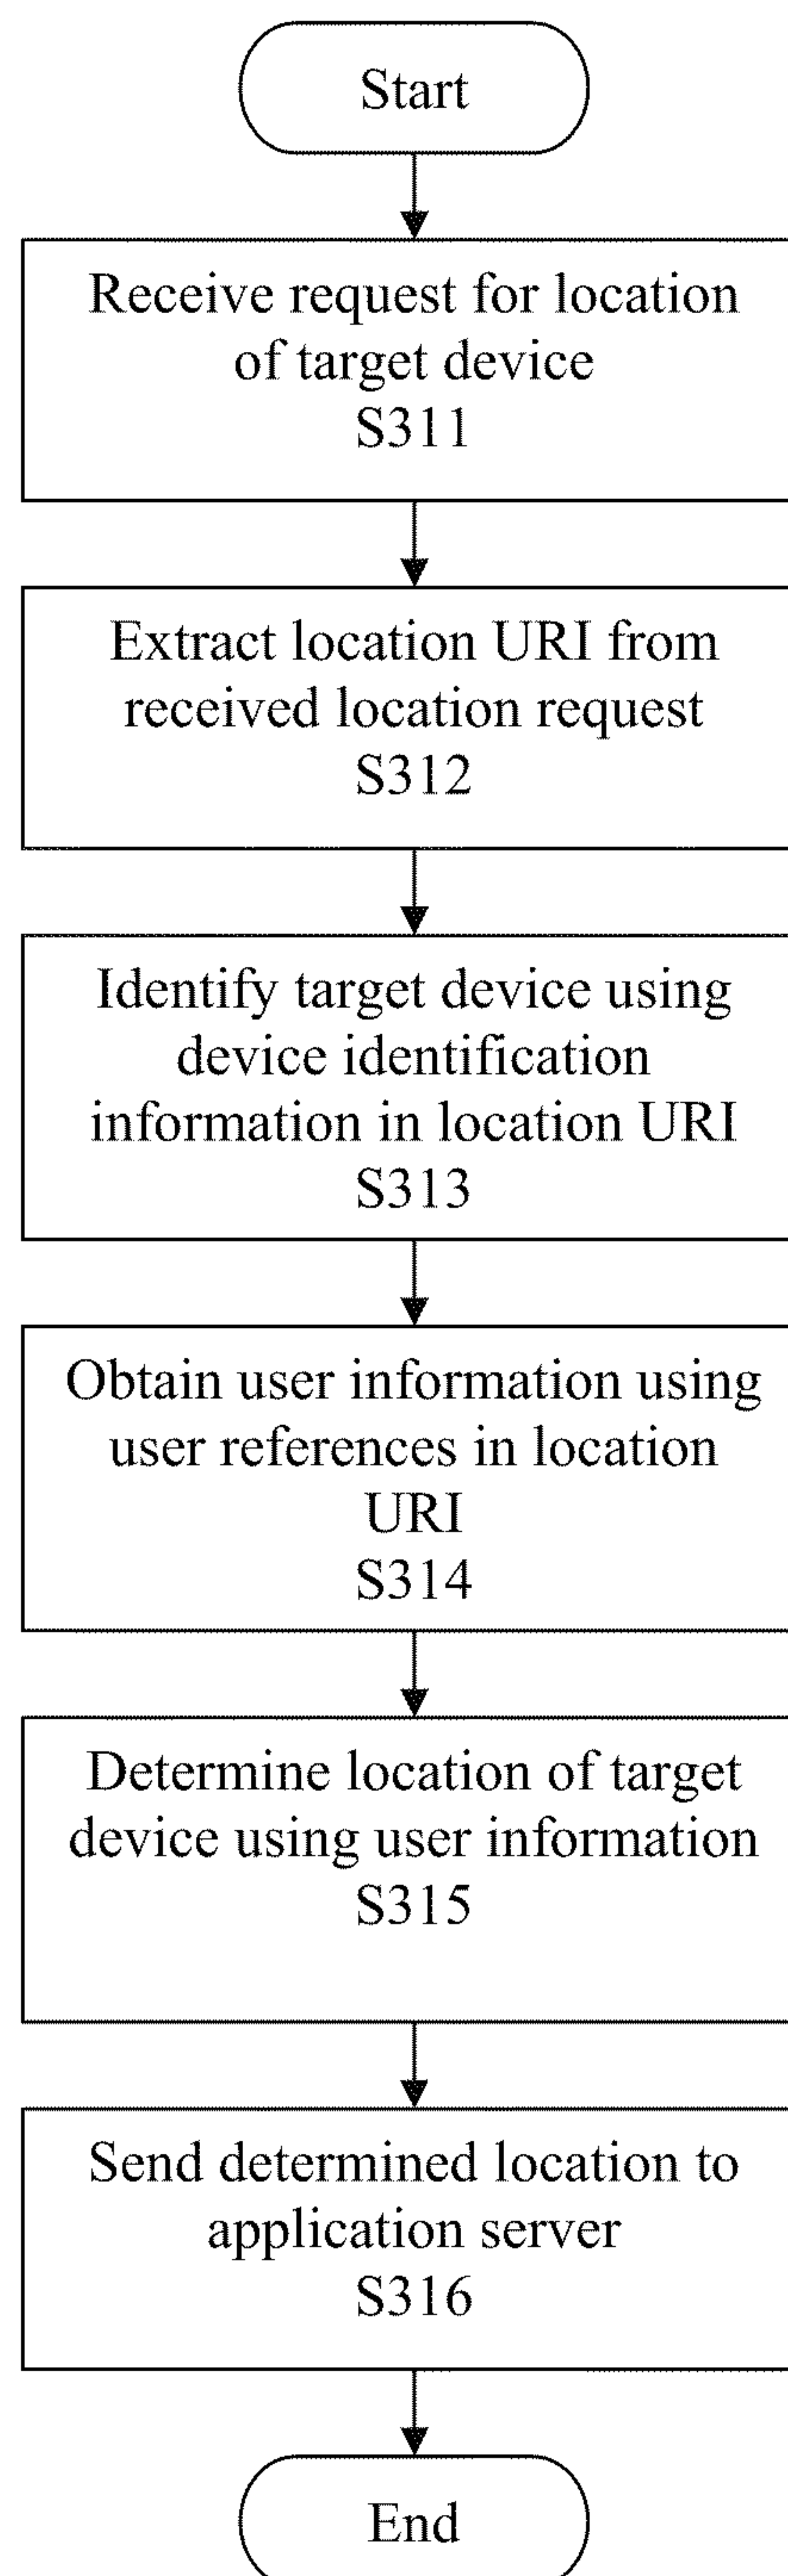 Start
Receive request for location
of target device
S311
Extract location URI from
received location request
S312
Identify target device using
device identification
information in location URI
S313
Obtain user information using
user references in location
URI
S314
Determine location of target
device using user information
S315
Send determined location to
application server
S316
End